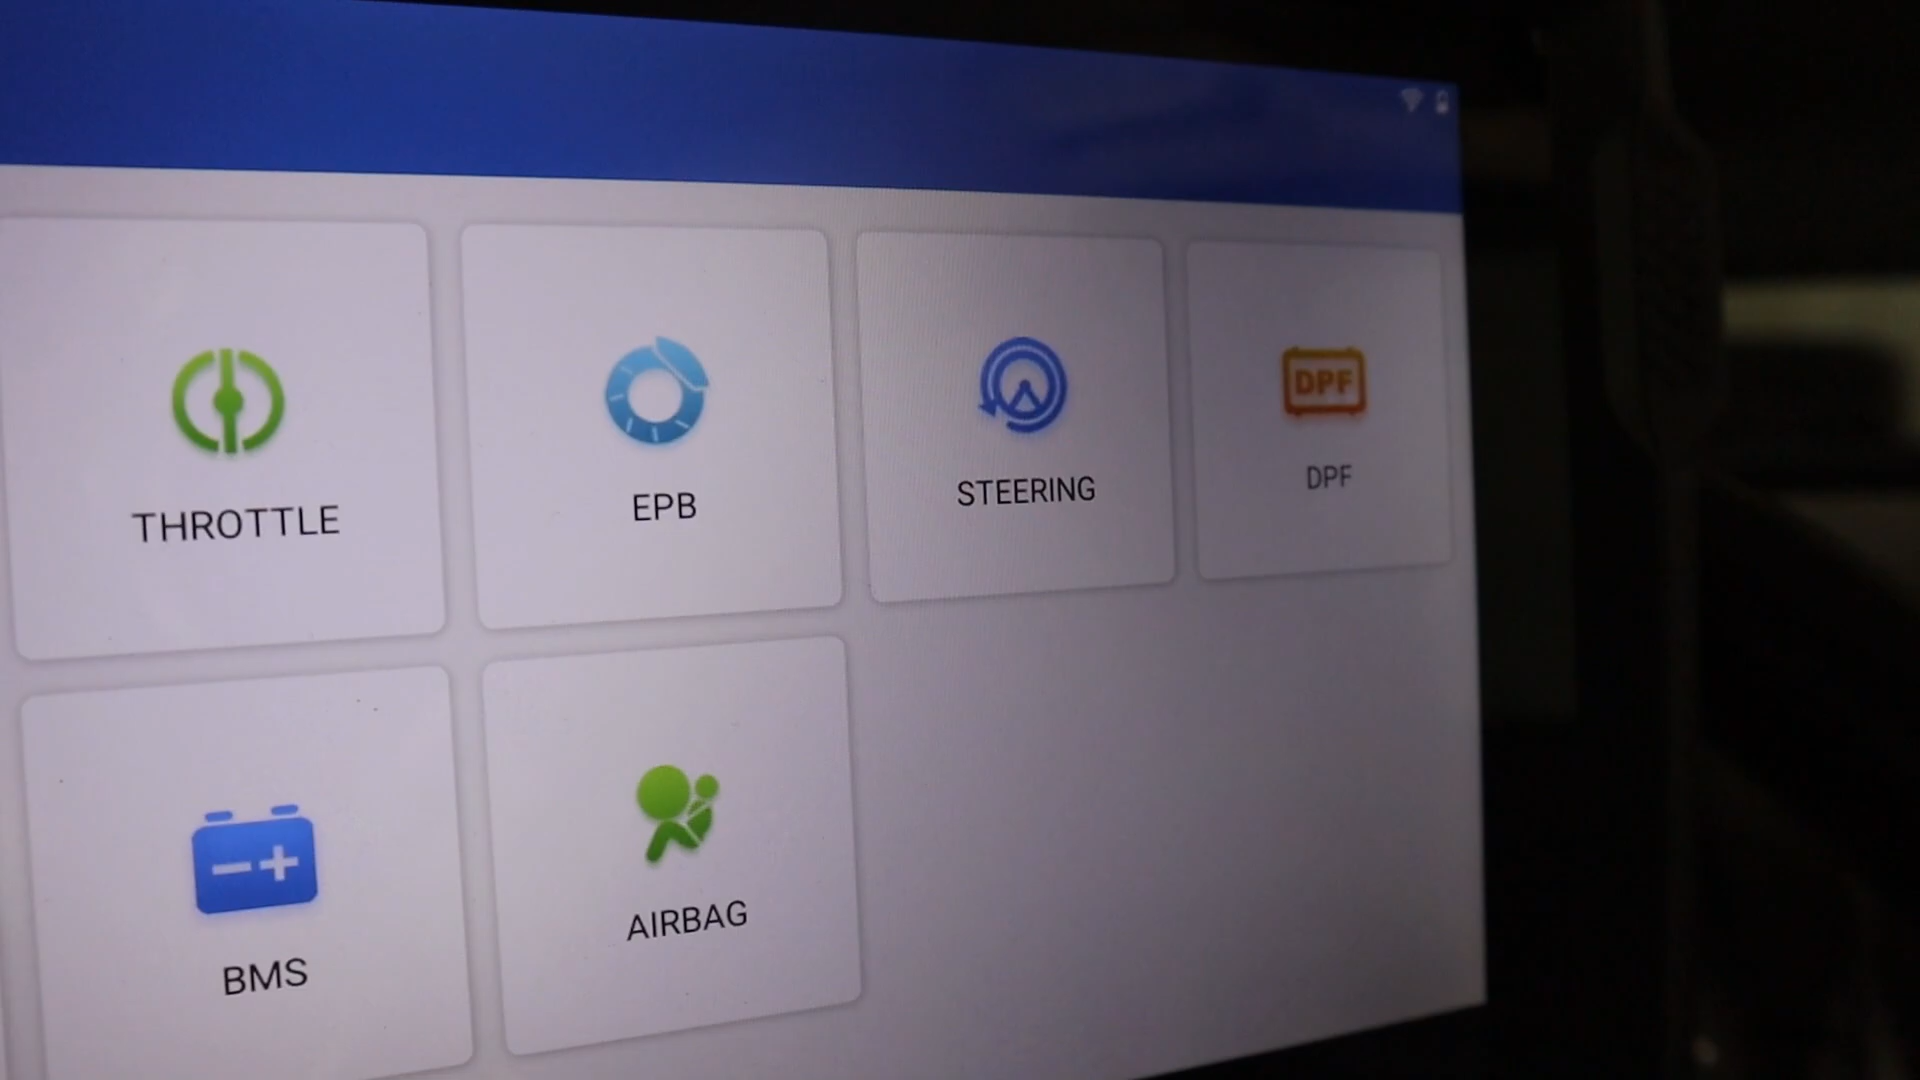 THROTTLE
EPB
STEERING
DPF
DPF
BMS
AIRBAG